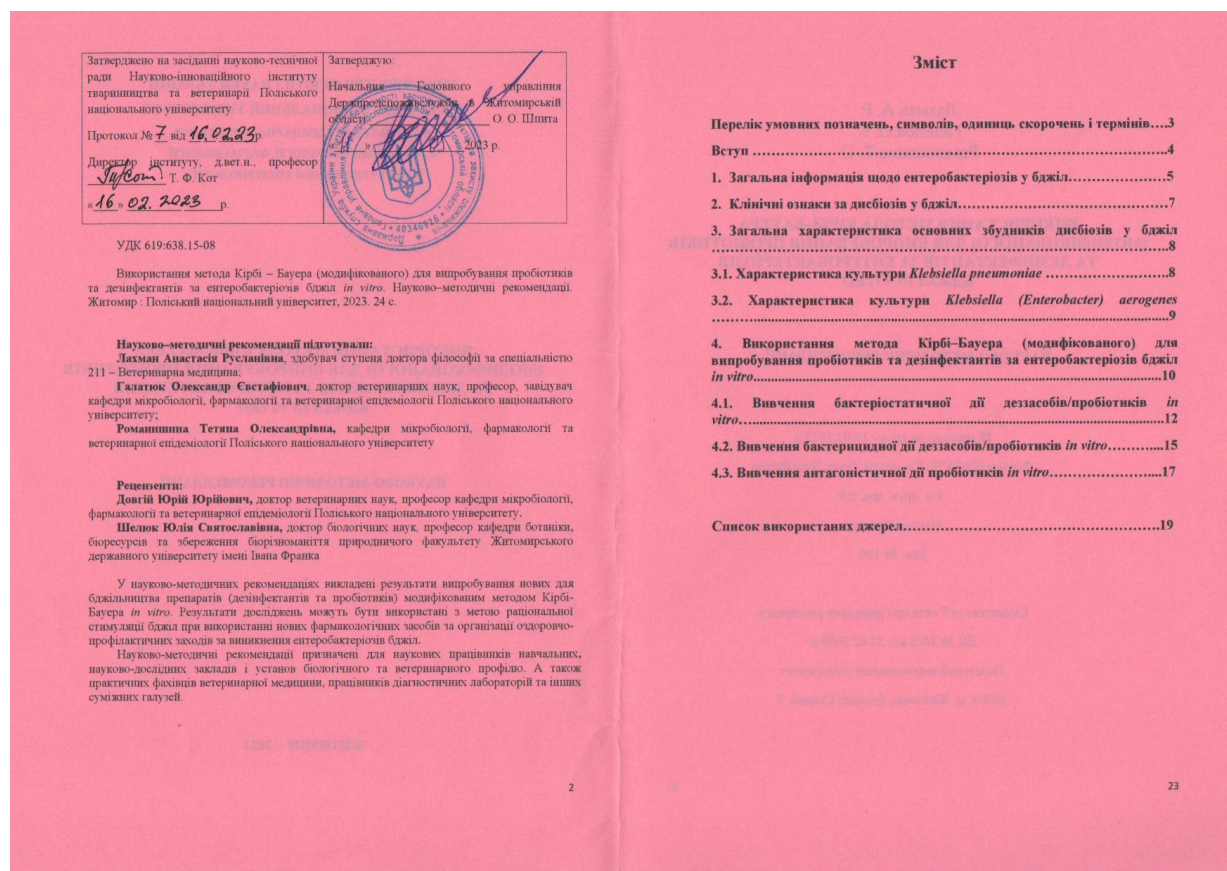 Затверджено на засіданні науково-технічної
ради Науково-інноваційного інституту
тваринництва та ветеринарії Поліського
національного університету
Протокол № 7 від 16.02.23р.
Директор інституту, д.вет.н., професор
Т. Ф. Кот
«16» 02. 2023 р.
Затверджую:
Начальник Головного управління
Держпродспоживслужби в Житомирській
області О. О. Шпита
« » 2023 р.
УДК 619:638.15-08
Використання метода Кірбі – Бауера (модифікованого) для випробування пробіотиків
та дезінфектантів за ентеробактеріозів бджіл in vitro. Науково–методичні рекомендації.
Житомир : Поліський національний університет, 2023. 24 с.
Науково–методичні рекомендації підготували:
Лахман Анастасія Русланівна, здобувач ступеня доктора філософії за спеціальністю
211 – Ветеринарна медицина;
Галатюк Олександр Євстафіович, доктор ветеринарних наук, професор, завідувач
кафедри мікробіології, фармакології та ветеринарної епідеміології Поліського національного
університету;
Романишина Тетяна Олександрівна, кафедри мікробіології, фармакології та
ветеринарної епідеміології Поліського національного університету
Рецензенти:
Довгій Юрій Юрійович, доктор ветеринарних наук, професор кафедри мікробіології,
фармакології та ветеринарної епідеміології Поліського національного університету.
Шелюк Юлія Святославівна, доктор біологічних наук, професор кафедри ботаніки,
біоресурсів та збереження біорізноманіття природничого факультету Житомирського
державного університету імені Івана Франка
У науково-методичних рекомендаціях викладені результати випробування нових для
бджільництва препаратів (дезінфектантів та пробіотиків) модифікованим методом Кірбі-
Бауера in vitro. Результати досліджень можуть бути використані з метою раціональної
стимуляції бджіл при використанні нових фармакологічних засобів за організації оздоровчо-
профілактичних заходів за виникнення ентеробактеріозів бджіл.
Науково-методичні рекомендації призначені для наукових працівників навчальних,
науково-дослідних закладів і установ біологічного та ветеринарного профілю. А також
практичних фахівців ветеринарної медицини, працівників діагностичних лабораторій та інших
суміжних галузей.
2
Зміст
Перелік умовних позначень, символів, одиниць скорочень і термінів....3
Вступ ……………………………………………………………………...4
1. Загальна інформація щодо ентеробактеріозів у бджіл......................5
2. Клінічні ознаки за дисбіозів у бджіл....................................................7
3. Загальна характеристика основних збудників дисбіозів у бджіл
...............................................................................................................8
3.1. Характеристика культури Klebsiella pneumoniae …………………...8
3.2. Характеристика культури Klebsiella (Enterobacter) aerogenes
……….....................................................................................................9
4. Використання метода Кірбі–Бауера (модифікованого) для
випробування пробіотиків та дезінфектантів за ентеробактеріозів бджіл
in vitro....................................................................................................10
4.1. Вивчення бактеріостатичної дії деззасобів/пробіотиків in
vitro…....................................................................................................12
4.2. Вивчення бактерицидної дії деззасобів/пробіотиків in vitro………....15
4.3. Вивчення антагоністичної дії пробіотиків in vitro………………....17
Список використаних джерел…………………………………………….19
23